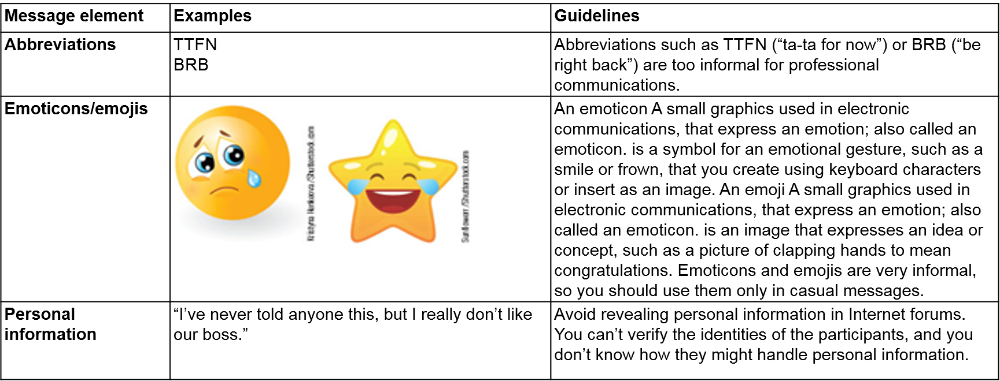 Message element
Examples
Guidelines
Abbreviations
TTFN
BRB
Abbreviations such as TTFN (“ta-ta for now”) or BRB (“be
right back”) are too informal for professional
communications.
Emoticons/emojis
/Shutterstock.com
/Shutterstock.com
An emoticon A small graphics used in electronic
communications, that express an emotion; also called an
emoticon. is a symbol for an emotional gesture, such as a
smile or frown, that you create using keyboard characters
or insert as an image. An emoji A small graphics used in
electronic communications, that express an emotion; also
called an emoticon. is an image that expresses an idea or
concept, such as a picture of clapping hands to mean
congratulations. Emoticons and emojis are very informal,
so you should use them only in casual messages.
Personal
information
“I’ve never told anyone this, but I really don’t like
our boss.”
Avoid revealing personal information in Internet forums.
You can’t verify the identities of the participants, and you
don’t know how they might handle personal information.